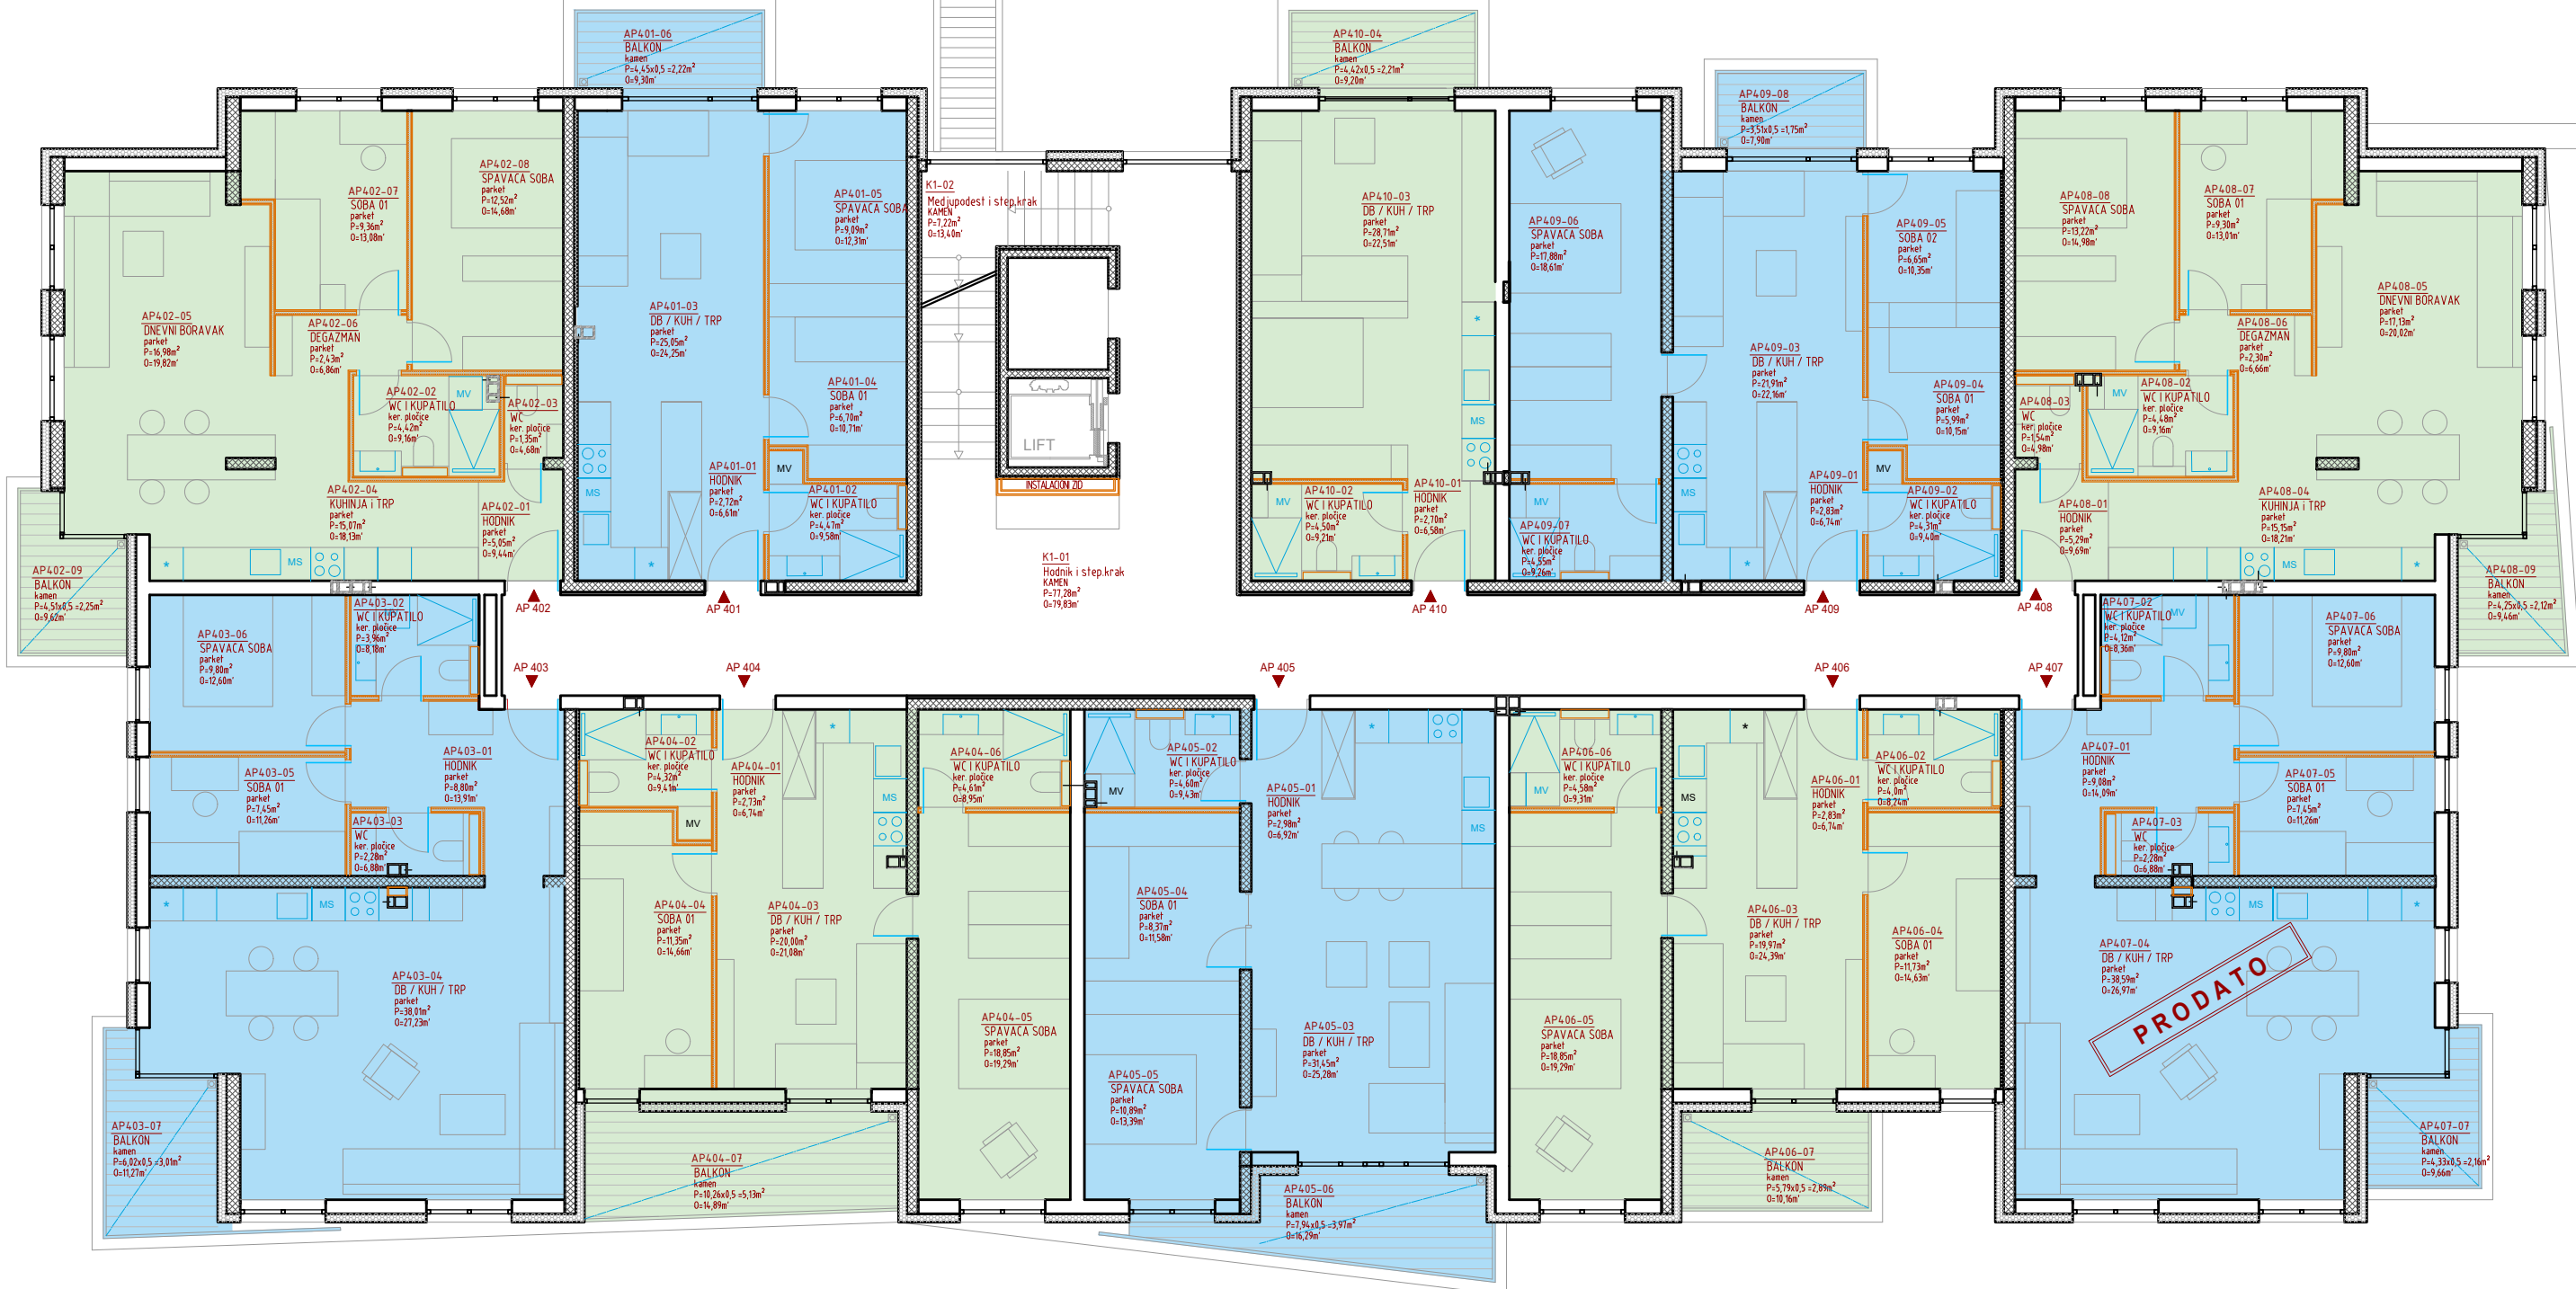 AP401-06
BALKON
kamen
P=4,45x0,5 =2,22m²
O=9,30m'
AP410-04
BALKON
kamen
P=4,42x0,5 =2,21m²
O=9,20m'
AP409-08
BALKON
kamen
P=3,51x0,5 =1,75m²
O=7,90m'
AP402-07
SOBA 01
parket
P=9,36m²
O=13,08m'
AP402-08
SPAVACA SOBA
parket
P=12,52m²
O=14,68m'
AP401-05
SPAVACA SOBA
parket
P=9,09m²
O=12,31m'
K1-02
Medjupodest i step.krak
KAMEN
P=7,22m²
O=13,40m'
AP410-03
DB / KUH / TRP
parket
P=28,71m²
O=22,51m'
AP409-06
SPAVACA SOBA
parket
P=17,88m²
O=18,61m'
AP409-05
SOBA 02
parket
P=6,65m²
O=10,35m'
AP408-08
SPAVACA SOBA
parket
P=13,22m²
O=14,98m'
AP408-07
SOBA 01
parket
P=9,30m²
O=13,01m'
AP402-05
DNEVNI BORAVAK
parket
P=16,98m²
O=19,82m'
AP402-06
DEGAZMAN
parket
P=2,43m²
O=6,86m'
AP401-03
DB / KUH / TRP
parket
P=25,05m²
O=24,25m'
AP409-03
DB / KUH / TRP
parket
P=21,91m²
O=22,16m'
AP408-06
DEGAZMAN
parket
P=2,30m²
O=6,66m'
AP408-05
DNEVNI BORAVAK
parket
P=17,13m²
O=20,02m'
AP402-02
WC I KUPATILO
ker. pločice
P=4,42m²
O=9,16m'
MV
AP402-03
WC
ker. pločice
P=1,35m²
O=4,68m'
AP401-04
SOBA 01
parket
P=6,70m²
O=10,71m'
LIFT
INSTALACIONI ZID
*
MS
AP409-04
SOBA 01
parket
P=5,99m²
O=10,15m'
AP408-03
WC
ker. pločice
P=1,54m²
O=4,98m'
MV
AP408-02
WC I KUPATILO
ker. pločice
P=4,48m²
O=9,16m'
AP402-04
KUHINJA i TRP
parket
P=15,07m²
O=18,13m'
AP402-01
HODNIK
parket
P=5,05m²
O=9,44m'
*
MS
MS
*
AP401-01
HODNIK
parket
P=2,72m²
O=6,61m'
MV
AP401-02
WC I KUPATILO
ker. pločice
P=4,47m²
O=9,58m'
MV
AP410-02
WC I KUPATILO
ker. pločice
P=4,50m²
O=9,21m'
AP410-01
HODNIK
parket
P=2,70m²
O=6,58m'
MV
AP409-07
WC I KUPATILO
ker. pločice
P=4,55m²
O=9,26m'
MS
*
AP409-01
HODNIK
parket
P=2,83m²
O=6,74m'
MV
AP409-02
WC I KUPATILO
ker. pločice
P=4,31m²
O=9,40m'
AP408-01
HODNIK
parket
P=5,29m²
O=9,69m'
AP408-04
KUHINJA i TRP
parket
P=15,15m²
O=18,21m'
MS
*
AP402-09
BALKON
kamen
P=4,51x0,5 =2,25m²
O=9,62m'
K1-01
Hodnik i step.krak
KAMEN
P=77,28m²
O=79,83m'
AP408-09
BALKON
kamen
P=4,25x0,5 =2,12m²
O=9,46m'
AP 402
AP 401
AP 410
AP 409
AP 408
AP 403
AP 404
AP 405
AP 406
AP 407
AP403-06
SPAVACA SOBA
parket
P=9,80m²
O=12,60m'
AP403-02
WC I KUPATILO
ker. pločice
P=3,96m²
O=8,18m'
AP407-02
WC I KUPATILO
ker. pločice
P=4,12m²
O=8,36m'
MV
AP407-06
SPAVACA SOBA
parket
P=9,80m²
O=12,60m'
AP403-05
SOBA 01
parket
P=7,45m²
O=11,26m'
AP403-01
HODNIK
parket
P=8,80m²
O=13,91m'
AP403-03
WC
ker. pločice
P=2,28m²
O=6,88m'
AP404-02
WC I KUPATILO
ker. pločice
P=4,32m²
O=9,41m'
MV
AP404-01
HODNIK
parket
P=2,73m²
O=6,74m'
*
MS
AP404-06
WC I KUPATILO
ker. pločice
P=4,61m²
O=8,95m'
AP405-02
WC I KUPATILO
ker. pločice
P=4,60m²
O=9,43m'
MV
AP405-01
HODNIK
parket
P=2,98m²
O=6,92m'
*
MS
AP406-06
WC I KUPATILO
ker. pločice
P=4,58m²
O=9,31m'
MV
*
MS
AP406-01
HODNIK
parket
P=2,83m²
O=6,74m'
AP406-02
WC I KUPATILO
ker. pločice
P=4,0m²
O=8,24m'
AP407-01
HODNIK
parket
P=9,08m²
O=14,09m'
AP407-05
SOBA 01
parket
P=7,45m²
O=11,26m'
AP407-03
WC
ker. pločice
P=2,28m²
O=6,88m'
*
MS
AP403-04
DB / KUH / TRP
parket
P=38,01m²
O=27,23m'
AP404-04
SOBA 01
parket
P=11,35m²
O=14,66m'
AP404-03
DB / KUH / TRP
parket
P=20,00m²
O=21,08m'
AP405-04
SOBA 01
parket
P=8,37m²
O=11,58m'
AP406-03
DB / KUH / TRP
parket
P=19,97m²
O=24,39m'
AP406-04
SOBA 01
parket
P=11,73m²
O=14,63m'
MS
*
AP407-04
DB / KUH / TRP
parket
P=38,59m²
O=26,97m'
PRODATO
AP404-05
SPAVACA SOBA
parket
P=18,85m²
O=19,29m'
AP405-05
SPAVACA SOBA
parket
P=10,89m²
O=13,39m'
AP405-03
DB / KUH / TRP
parket
P=31,45m²
O=25,28m'
AP406-05
SPAVACA SOBA
parket
P=18,85m²
O=19,29m'
AP403-07
BALKON
kamen
P=6,02x0,5 =3,01m²
O=11,27m'
AP404-07
BALKON
kamen
P=10,26x0,5 =5,13m²
O=14,89m'
AP405-06
BALKON
kamen
P=7,94x0,5 =3,97m²
O=16,29m'
AP406-07
BALKON
kamen
P=5,79x0,5 =2,89m²
O=10,16m'
AP407-07
BALKON
kamen
P=4,33x0,5 =2,16m²
O=9,66m'